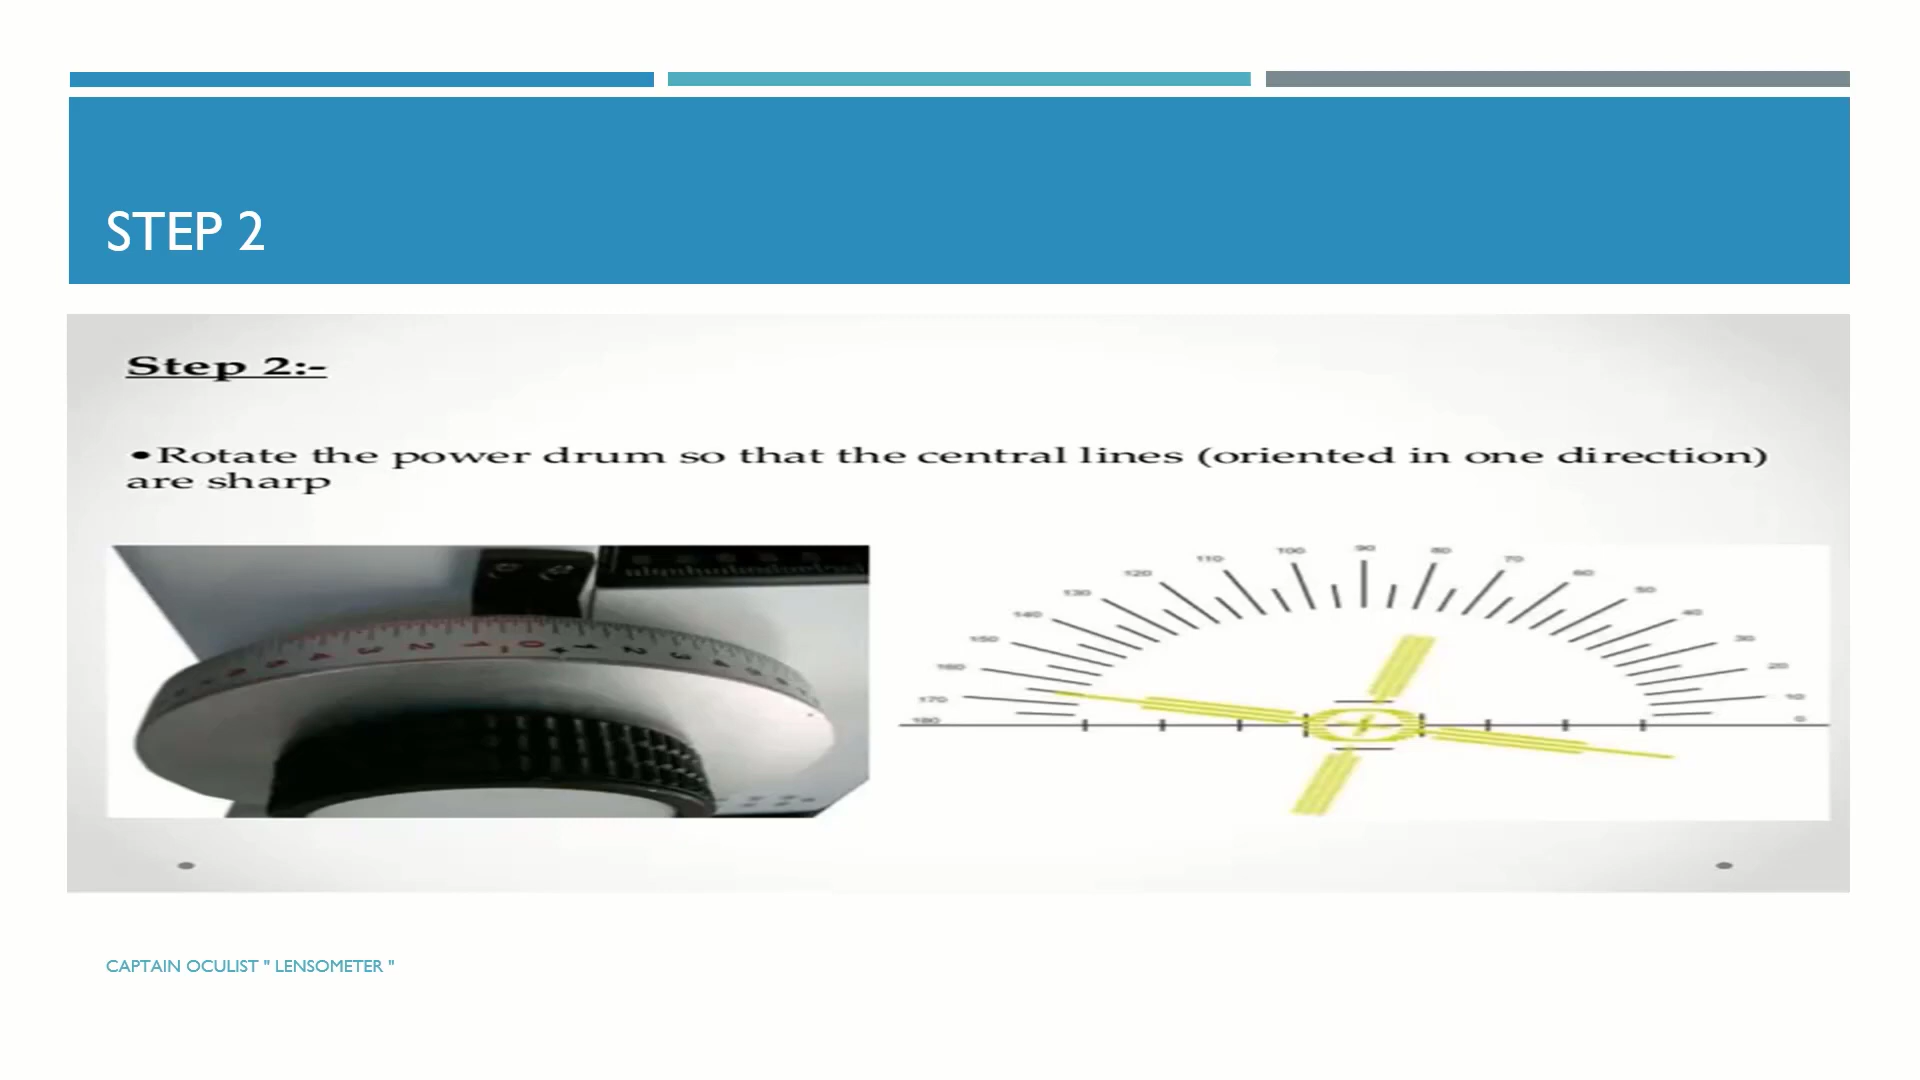 STEP 2
Step 2:-
•Rotate the power drum so that the central lines (oriented in one direction)
are sharp
110 100 90 80 70
120 60
130 50
140 40
150 30
160 20
170 10
180 0
CAPTAIN OCULIST " LENSOMETER "